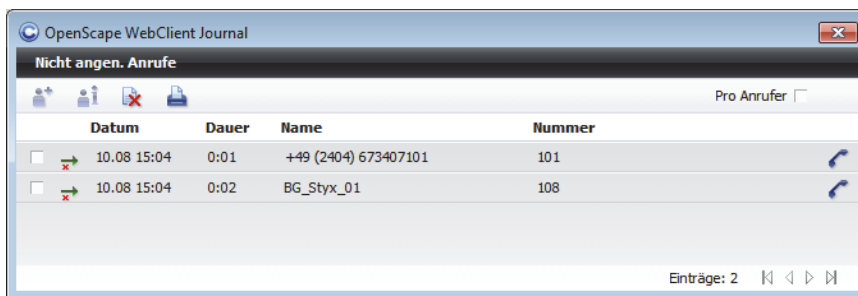 OpenScape WebClient Journal
Nicht angen. Anrufe
Pro Anrufer
Datum Dauer Name Nummer
10.08 15:04 0:01 +49 (2404) 673407101 101
10.08 15:04 0:02 BG_Styx_01 108
Einträge: 2